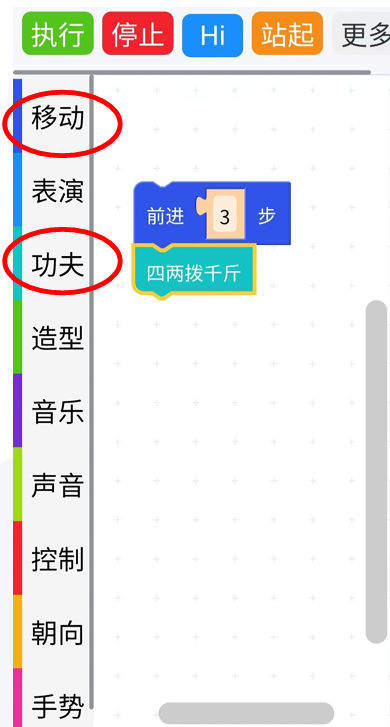 执行 停止 Hi 站起 更多
移动
表演
功夫
造型
音乐
声音
控制
朝向
手势
前进 3 步
四两拨千斤